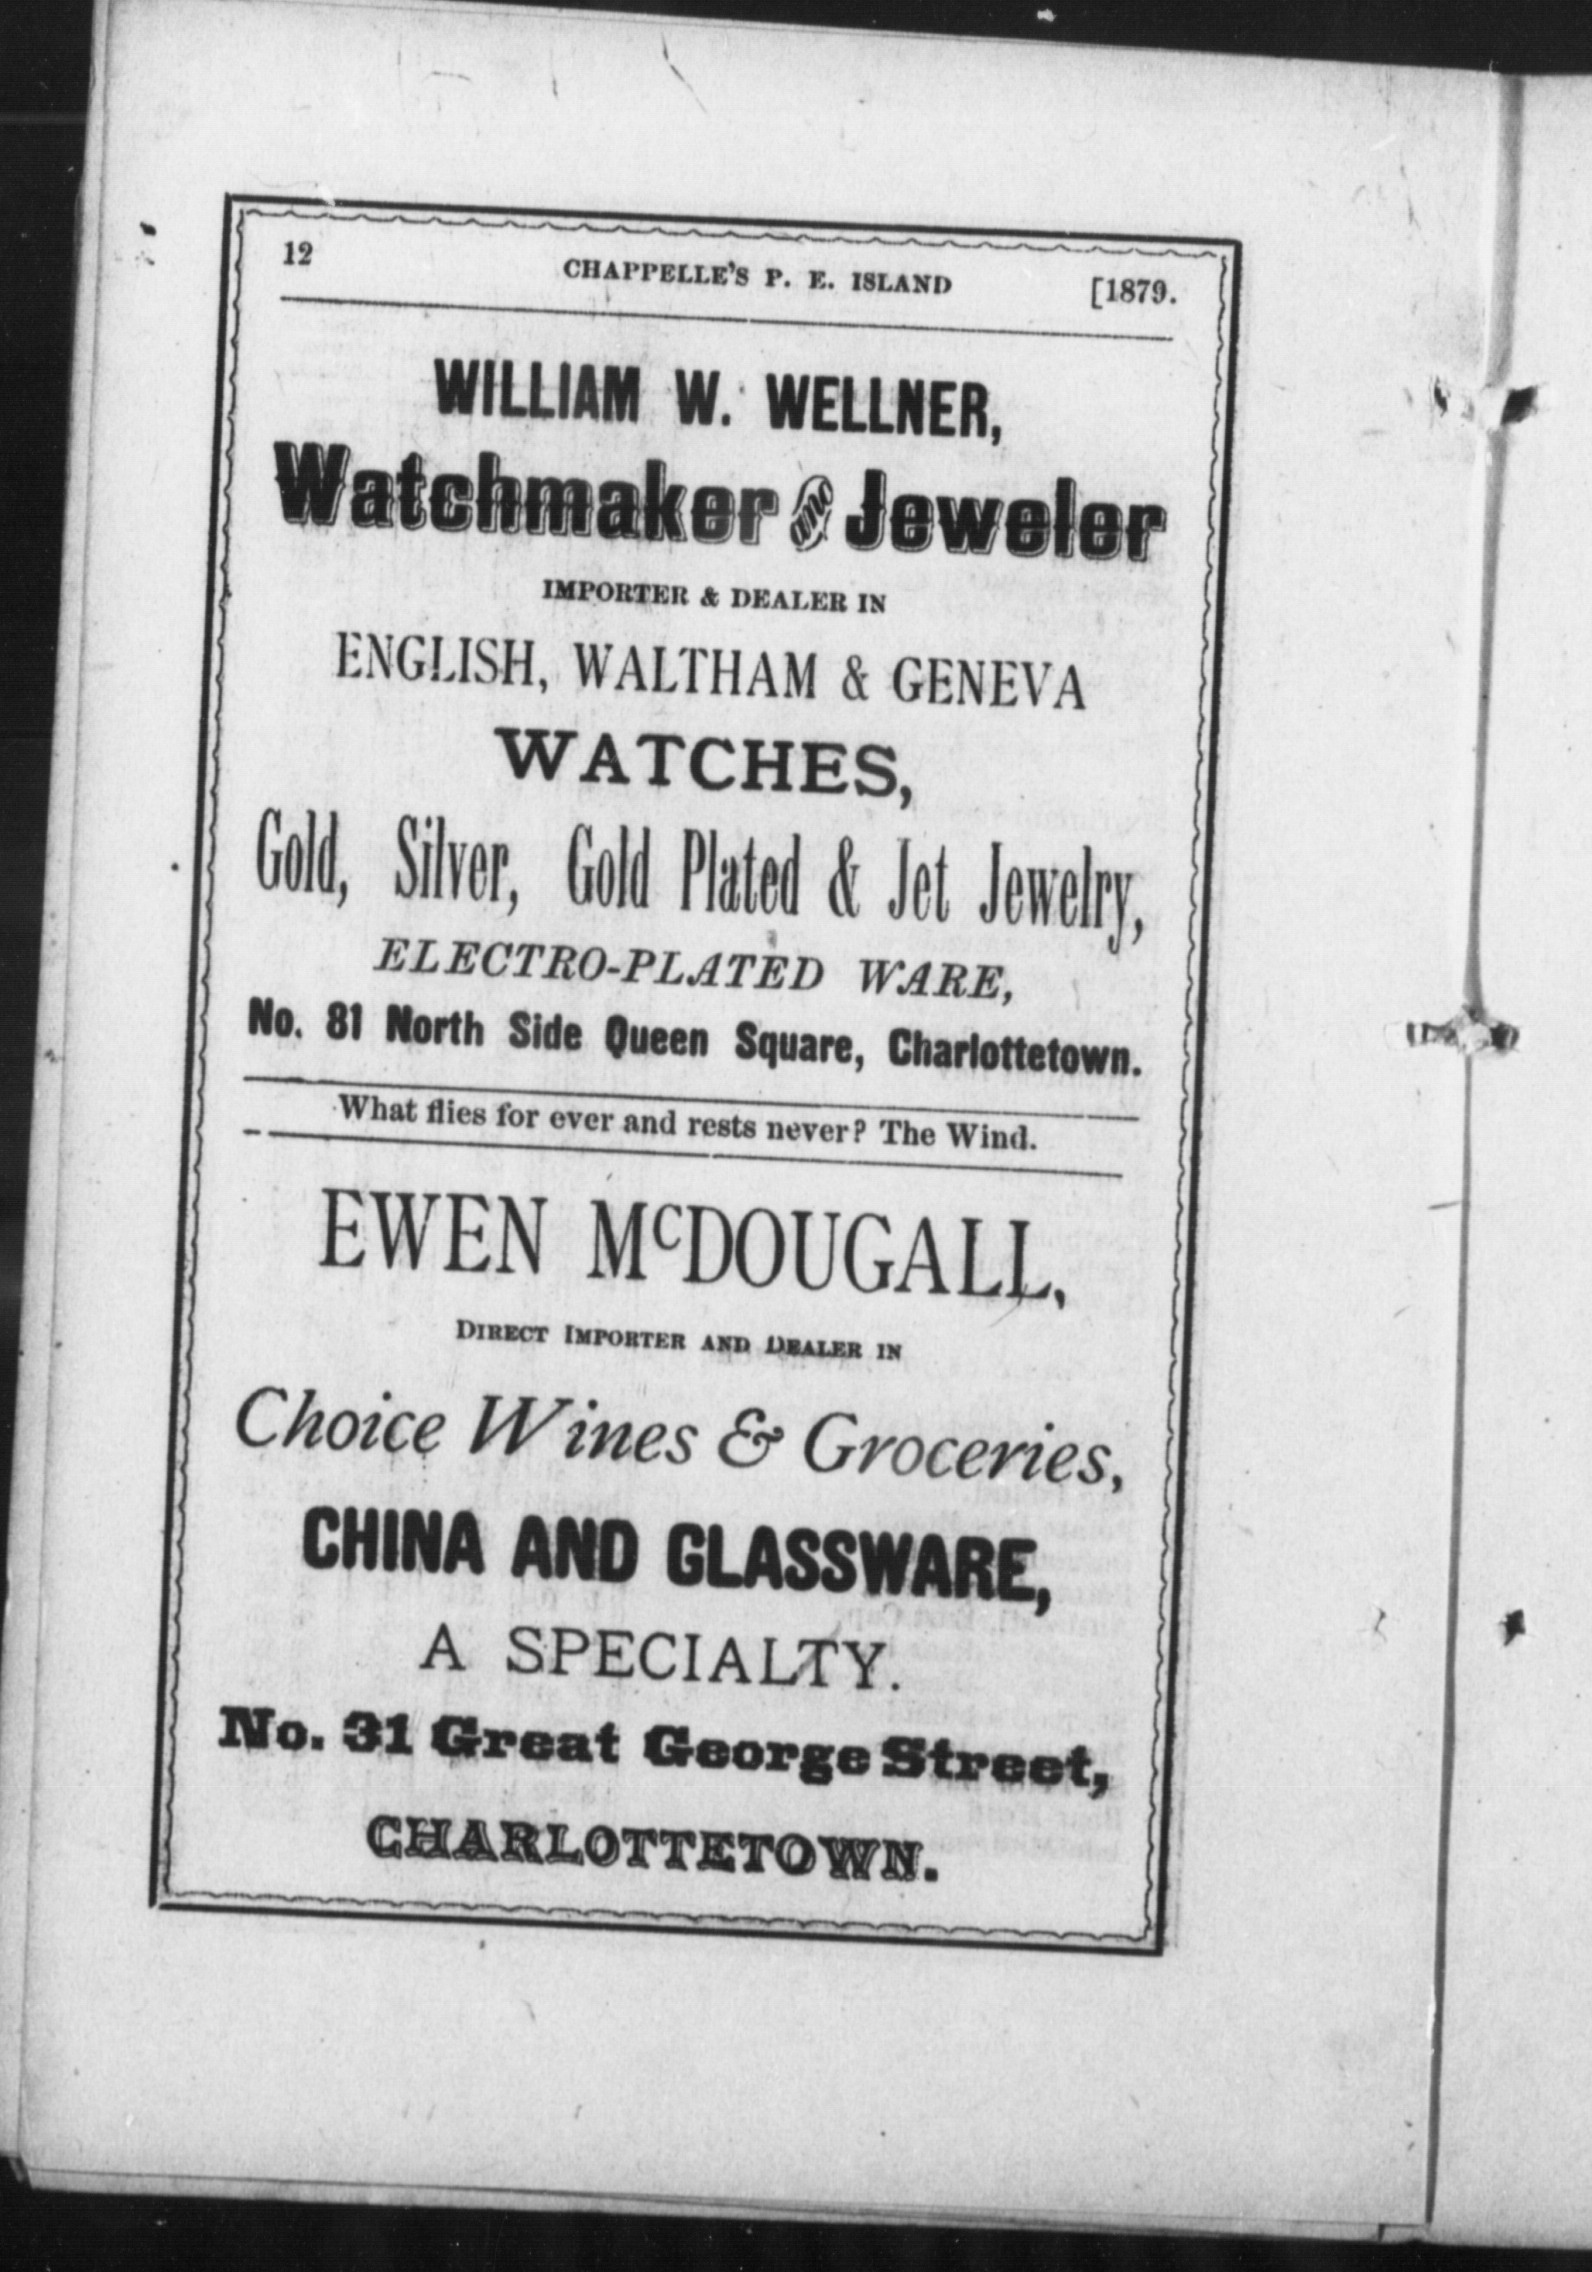 12 CHAPPELLE'S P. E. ISLAND [1879.
WILLIAM W. WELLNER,
Watchmaker AND Jeweler
IMPORTER & DEALER IN
ENGLISH, WALTHAM & GENEVA
WATCHES,
Gold, Silver, Gold Plated & Jet Jewelry,
ELECTRO-PLATED WARE,
No. 81 North Side Queen Square, Charlottetown.
What flies for ever and rests never? The Wind.
EWEN McDOUGALL,
DIRECT IMPORTER AND DEALER IN
Choice Wines & Groceries,
CHINA AND GLASSWARE,
A SPECIALTY.
No. 31 Great George Street,
CHARLOTTETOWN.